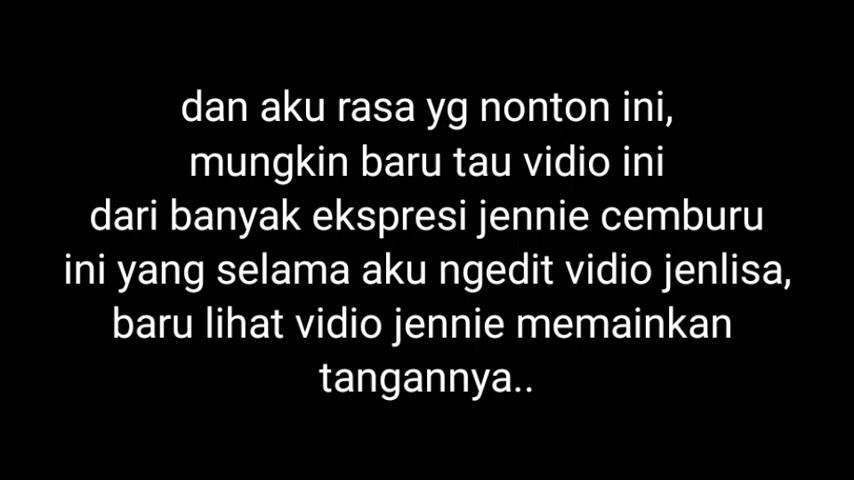 dan aku rasa yg nonton ini,
mungkin baru tau vidio ini
dari banyak ekspresi jennie cemburu
ini yang selama aku ngedit vidio jenlisa,
baru lihat vidio jennie memainkan
tangannya..